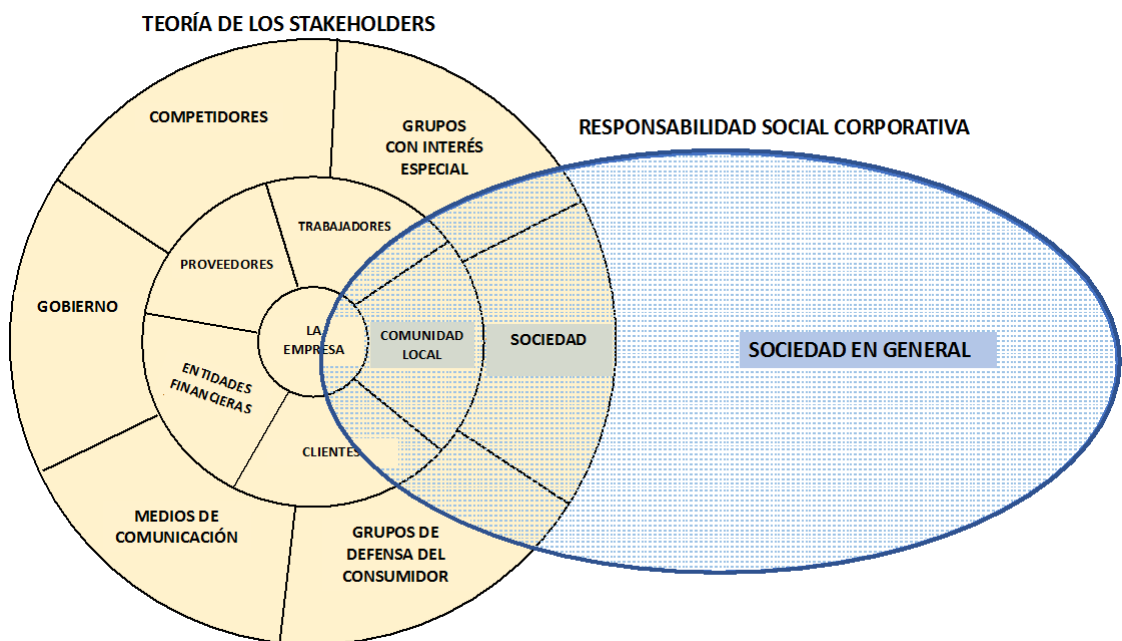 TEORÍA DE LOS STAKEHOLDERS
COMPETIDORES
GRUPOS
CON INTERÉS
ESPECIAL
RESPONSABILIDAD SOCIAL CORPORATIVA
TRABAJADORES
PROVEEDORES
GOBIERNO
LA
EMPRESA
COMUNIDAD
LOCAL
SOCIEDAD
SOCIEDAD EN GENERAL
ENTIDADES
FINANCIERAS
CLIENTES
MEDIOS DE
COMUNICACIÓN
GRUPOS DE
DEFENSA DEL
CONSUMIDOR